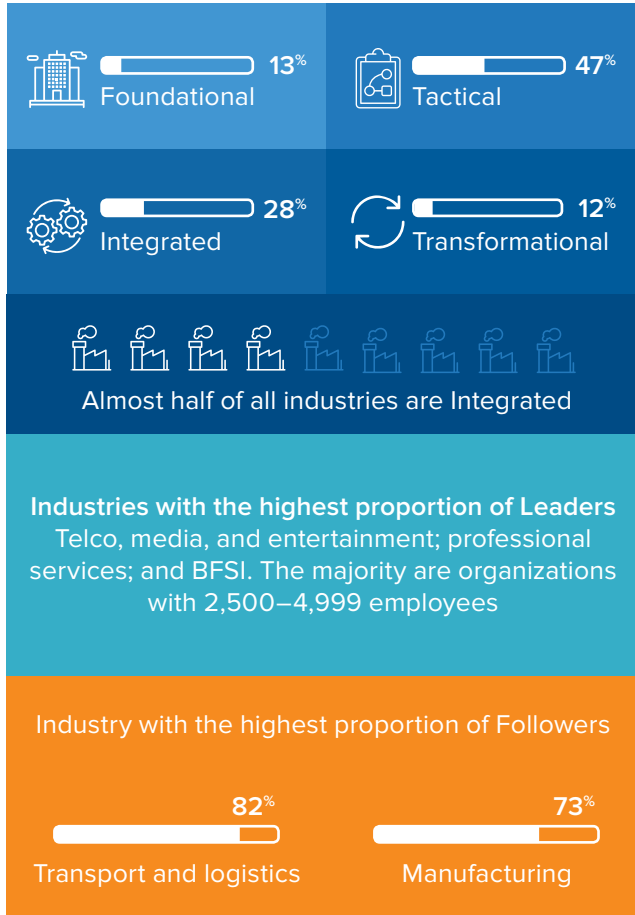 13%
Foundational
47%
Tactical
28%
Integrated
12%
Transformational
Almost half of all industries are Integrated
Industries with the highest proportion of Leaders
Telco, media, and entertainment; professional
services; and BFSI. The majority are organizations
with 2,500–4,999 employees
Industry with the highest proportion of Followers
82%
Transport and logistics
73%
Manufacturing